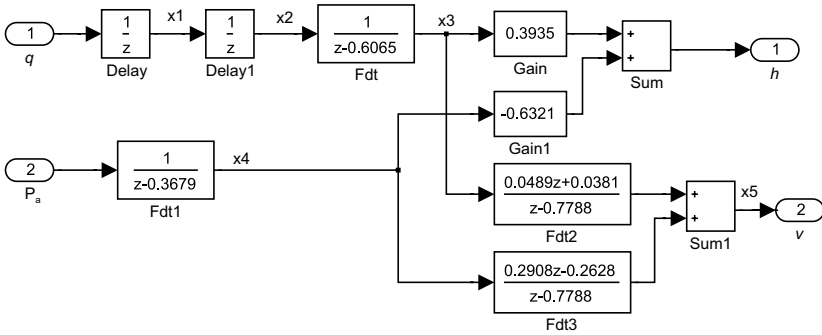 1
q
1
z
Delay
x1
1
z
Delay1
x2
1
z-0.6065
Fdt
x3
0.3935
Gain
+
+
Sum
1
h
-0.6321
Gain1
2
Pₐ
1
z-0.3679
Fdt1
x4
0.0489z+0.0381
z-0.7788
Fdt2
+
+
Sum1
x5
2
v
0.2908z-0.2628
z-0.7788
Fdt3